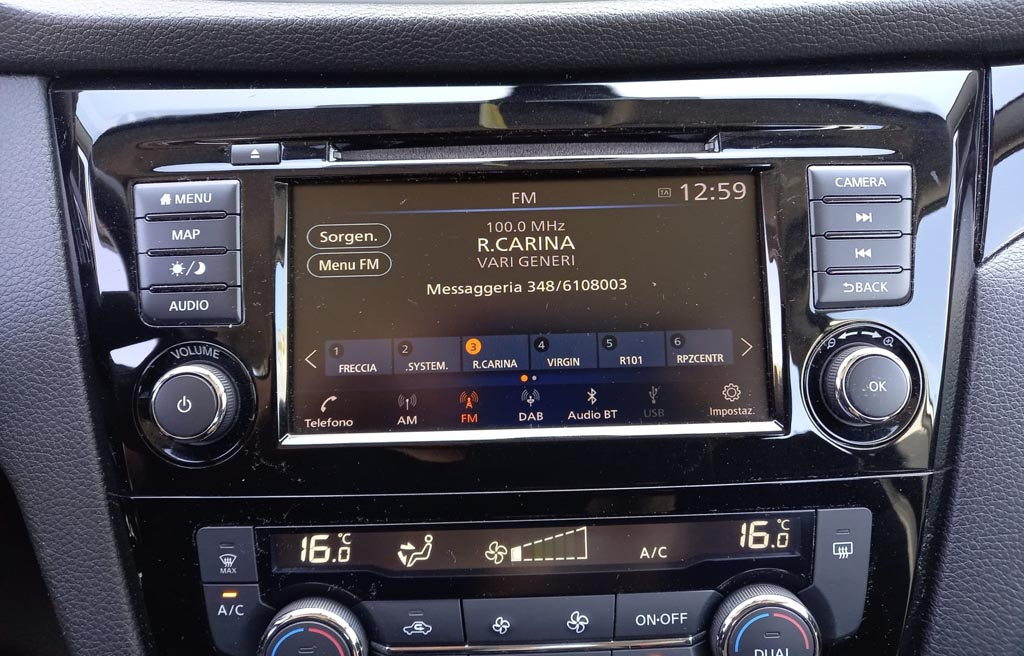 FM
TA
12:59
100.0 MHz
R.CARINA
VARI GENERI
Messaggeria 348/6108003
Sorgen.
Menu FM
1 FRECCIA
2 .SYSTEM.
3 R.CARINA
4 VIRGIN
5 R101
6 RPZCENTR
Telefono
AM
FM
DAB
Audio BT
USB
Impostaz.
MENU
MAP
AUDIO
VOLUME
CAMERA
BACK
OK
16.0 °C
A/C
16.0 °C
MAX
A/C
ON·OFF
DUAL